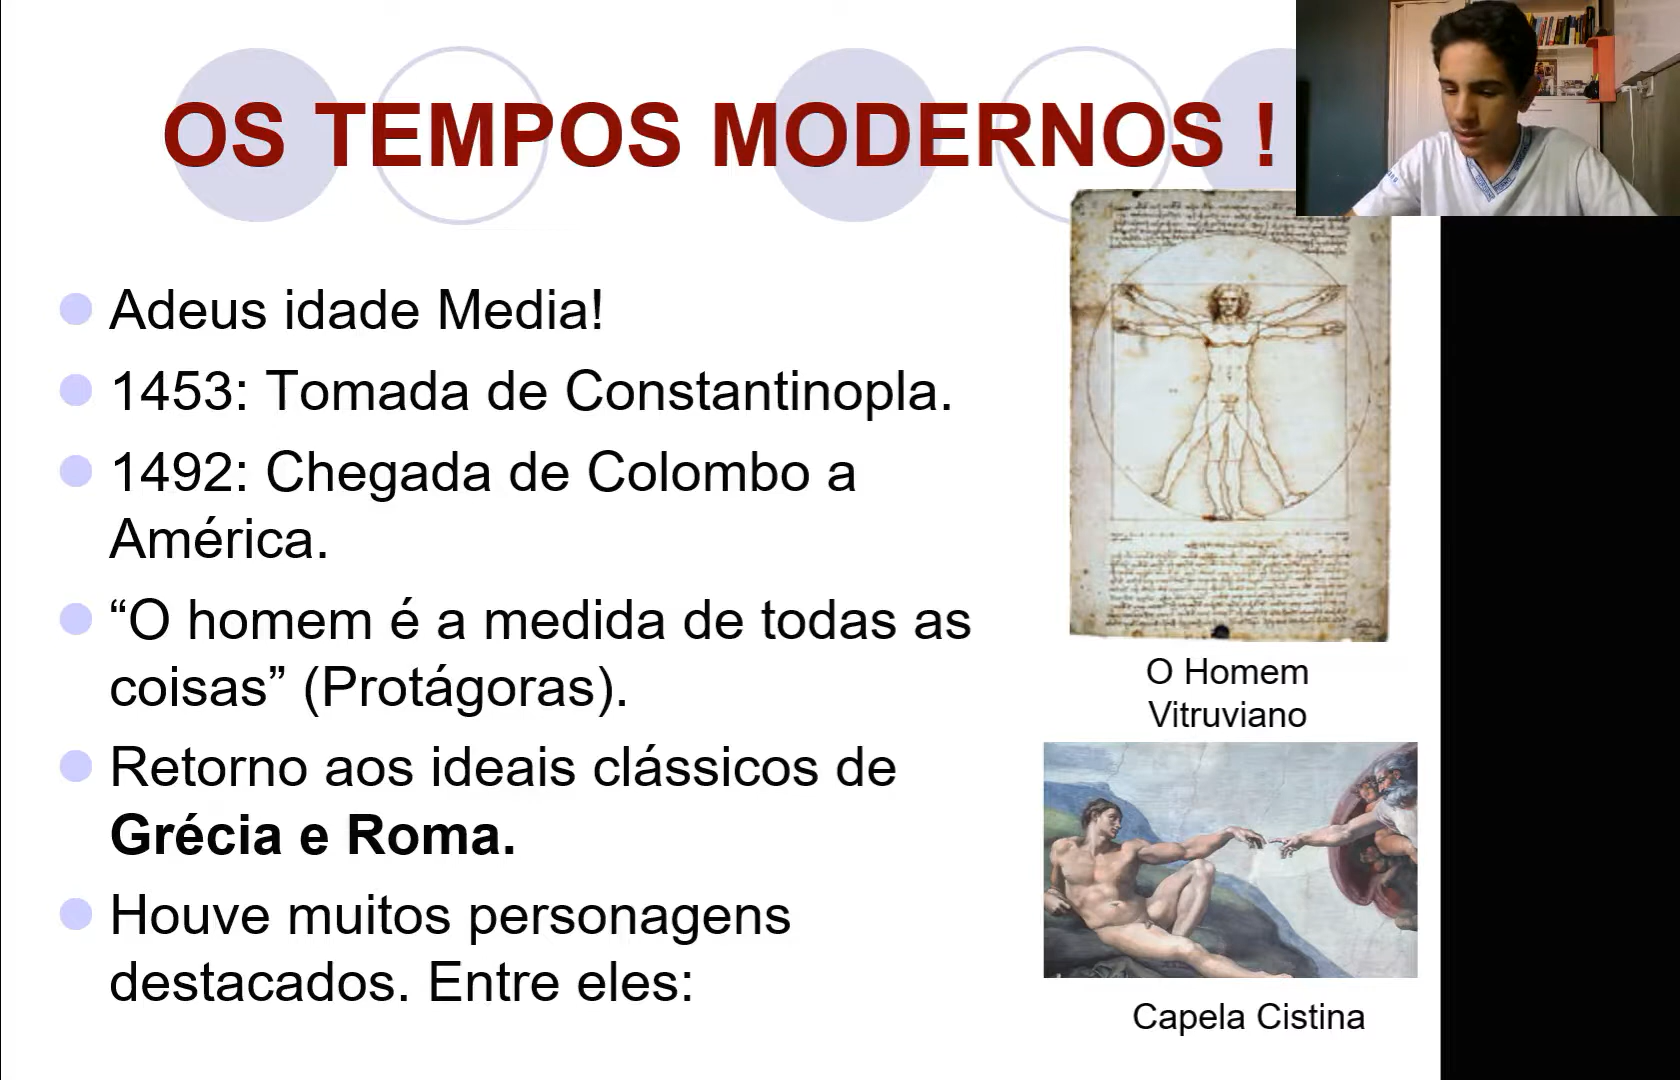 OS TEMPOS MODERNOS !
Adeus idade Media!
1453: Tomada de Constantinopla.
1492: Chegada de Colombo a
América.
“O homem é a medida de todas as
coisas” (Protágoras).
Retorno aos ideais clássicos de
Grécia e Roma.
Houve muitos personagens
destacados. Entre eles:
O Homem
Vitruviano
Capela Cistina